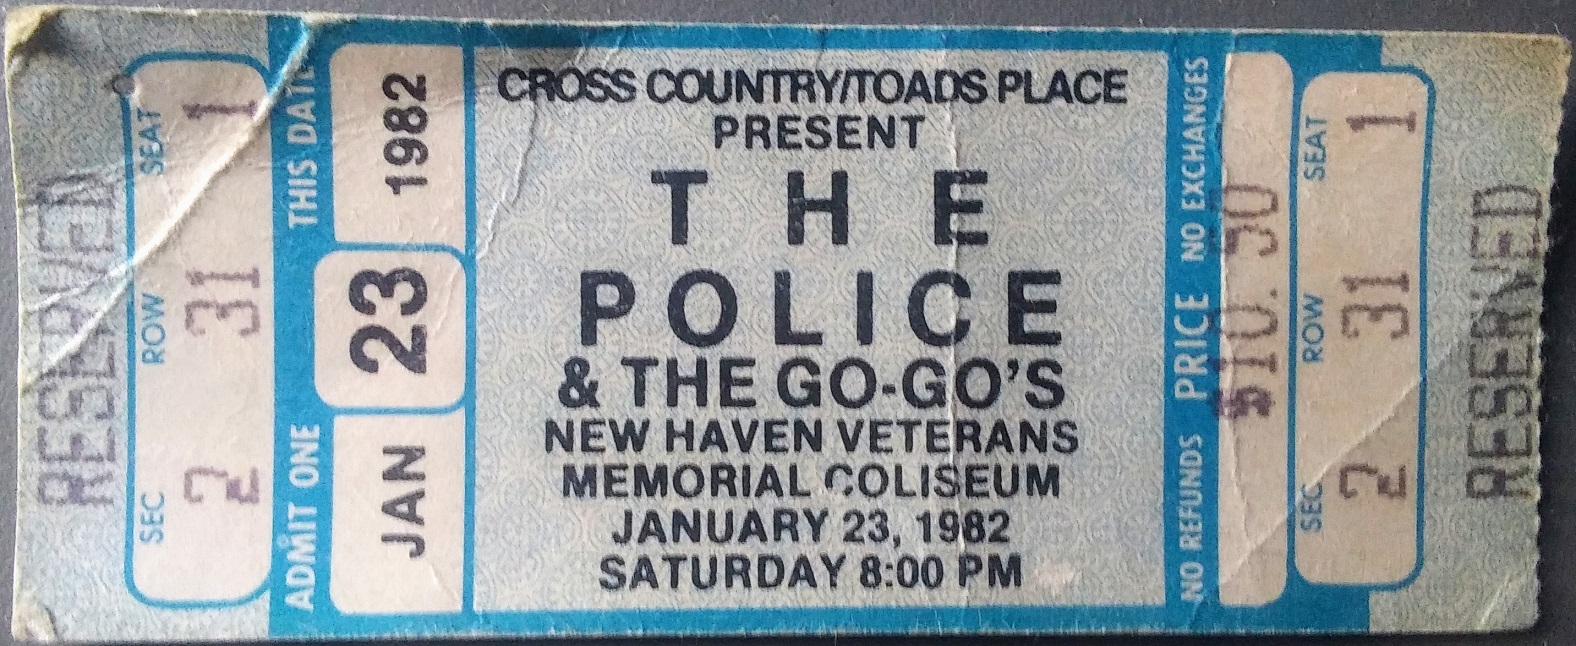 RESERVED
SEC 2 ROW 31 SEAT 1
ADMIT ONE THIS DATE
JAN 23 1982
CROSS COUNTRY/TOADS PLACE
PRESENT
THE
POLICE
& THE GO-GO'S
NEW HAVEN VETERANS
MEMORIAL COLISEUM
JANUARY 23, 1982
SATURDAY 8:00 PM
NO REFUNDS PRICE NO EXCHANGES
$10.50
SEC 2 ROW 31 SEAT 1
RESERVED